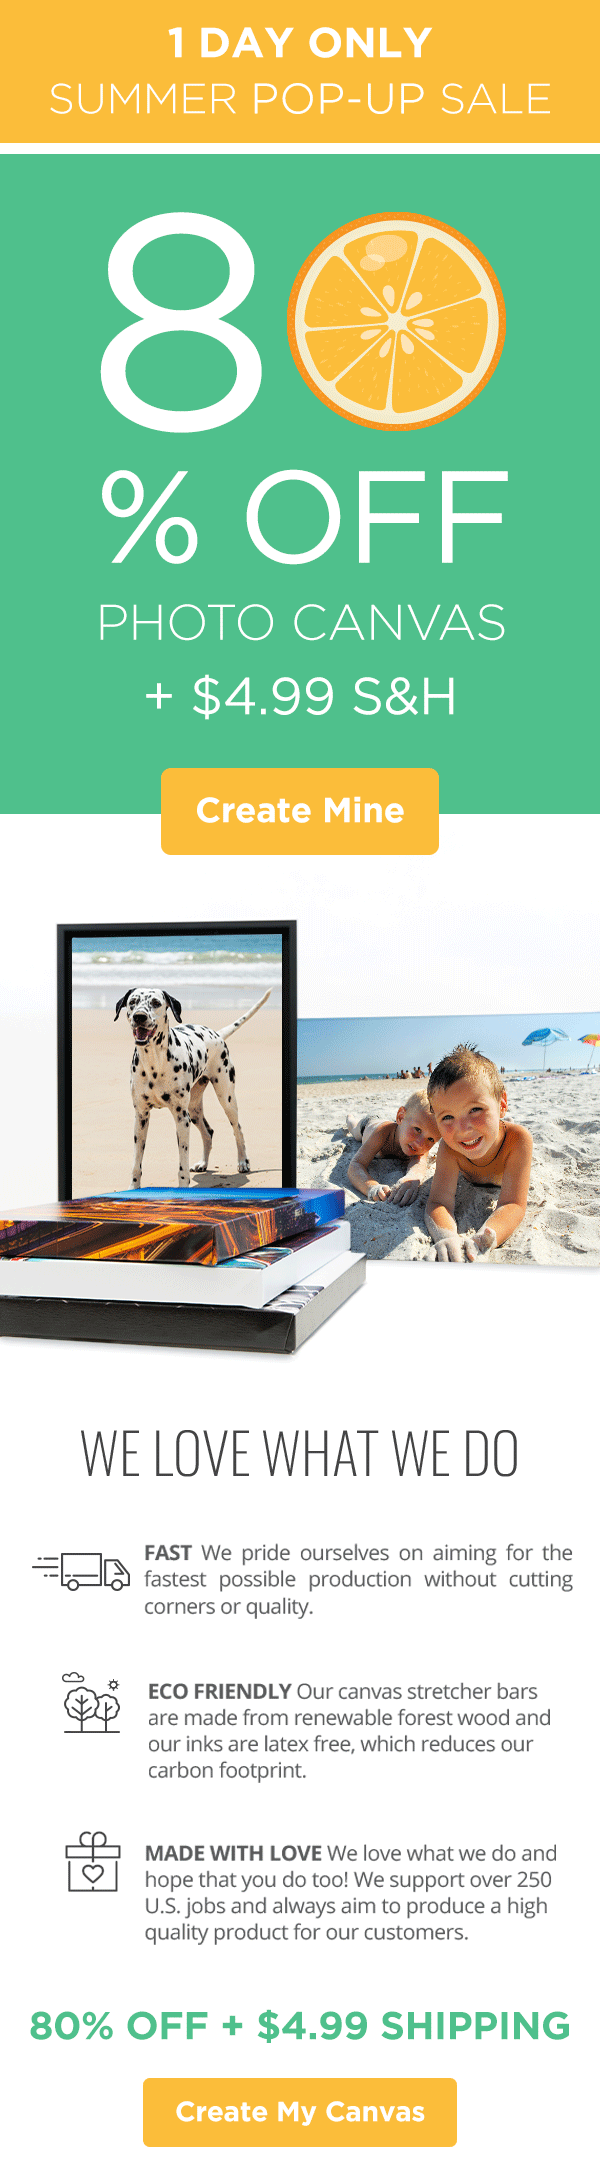 1 DAY ONLY
SUMMER POP-UP SALE
80
% OFF
PHOTO CANVAS
+ $4.99 S&H
Create Mine
WE LOVE WHAT WE DO
FAST We pride ourselves on aiming for the
fastest possible production without cutting
corners or quality.
ECO FRIENDLY Our canvas stretcher bars
are made from renewable forest wood and
our inks are latex free, which reduces our
carbon footprint.
MADE WITH LOVE We love what we do and
hope that you do too! We support over 250
U.S. jobs and always aim to produce a high
quality product for our customers.
80% OFF + $4.99 SHIPPING
Create My Canvas